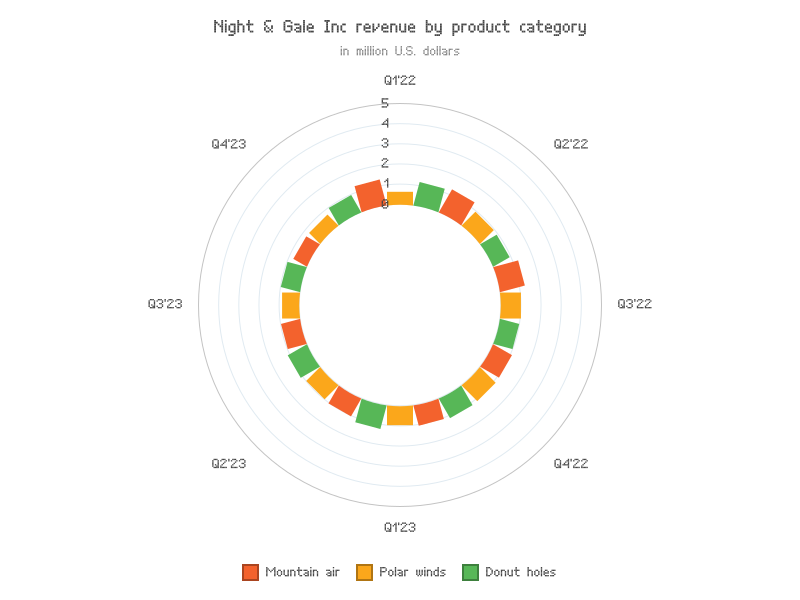 Night & Gale Inc revenue by product category
in million U.S. dollars
Q1'22
5
Q4'23
4
Q2'22
3
2
1
0
Q3'23
Q3'22
Q2'23
Q4'22
Q1'23
Mountain air Polar winds Donut holes